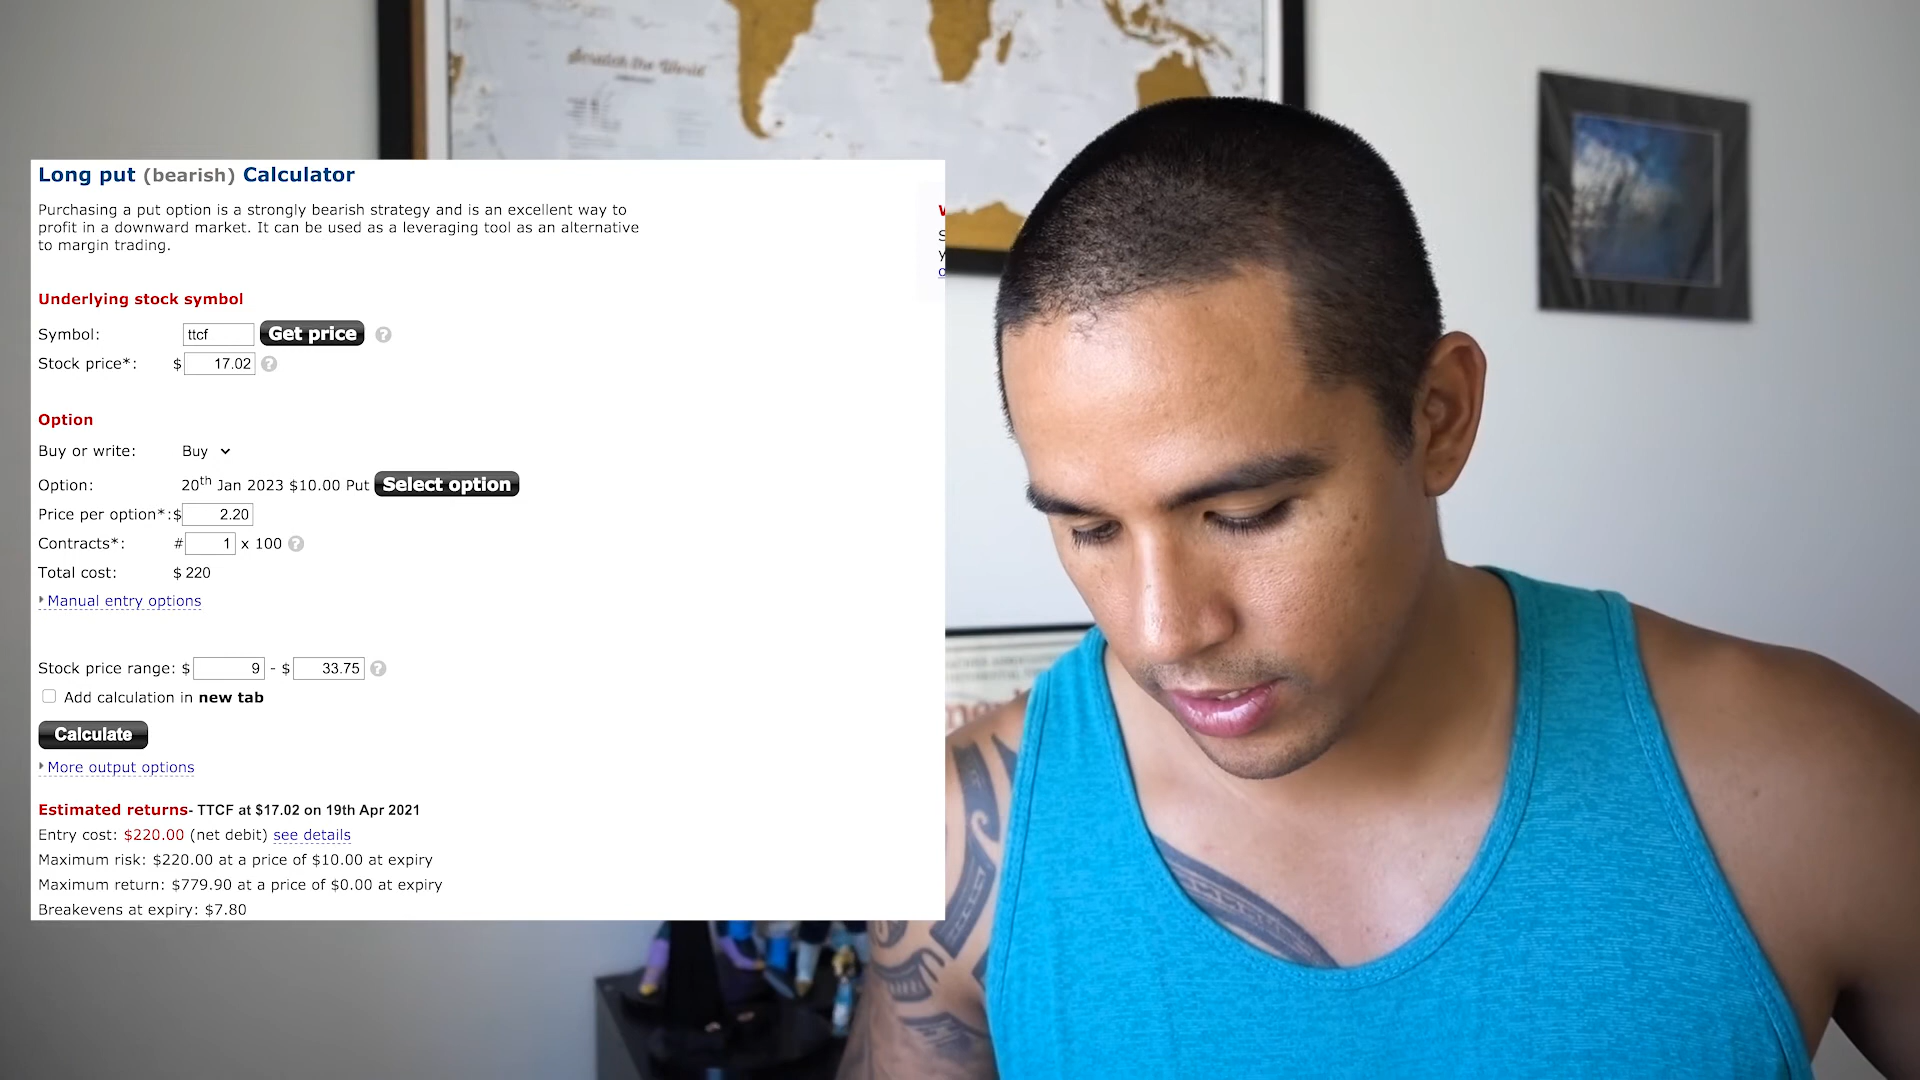 Scratch the World
Long put (bearish) Calculator
Purchasing a put option is a strongly bearish strategy and is an excellent way to
profit in a downward market. It can be used as a leveraging tool as an alternative
to margin trading.
Underlying stock symbol
Symbol: ttcf Get price ?
Stock price*: $ 17.02 ?
Option
Buy or write: Buy
Option: 20th Jan 2023 $10.00 Put Select option
Price per option*:$ 2.20
Contracts*: # 1 x 100 ?
Total cost: $ 220
Manual entry options
Stock price range: $ 9 - $ 33.75 ?
Add calculation in new tab
Calculate
More output options
Estimated returns- TTCF at $17.02 on 19th Apr 2021
Entry cost: $220.00 (net debit) see details
Maximum risk: $220.00 at a price of $10.00 at expiry
Maximum return: $779.90 at a price of $0.00 at expiry
Breakevens at expiry: $7.80